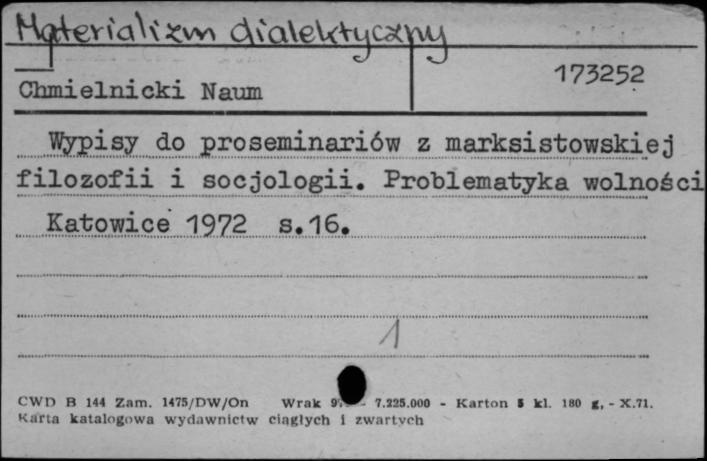 Materializm dialektyczny
173252
Chmielnicki Naum
Wypisy do proseminariów z marksistowskiej
filozofii i socjologii. Problematyka wolności
Katowice 1972 s.16.
1
CWD B 144 Zam. 1475/DW/On Wrak - 7.225.000 - Karton 5 kl. 180 g, - X.71.
Karta katalogowa wydawnictw ciągłych i zwartych